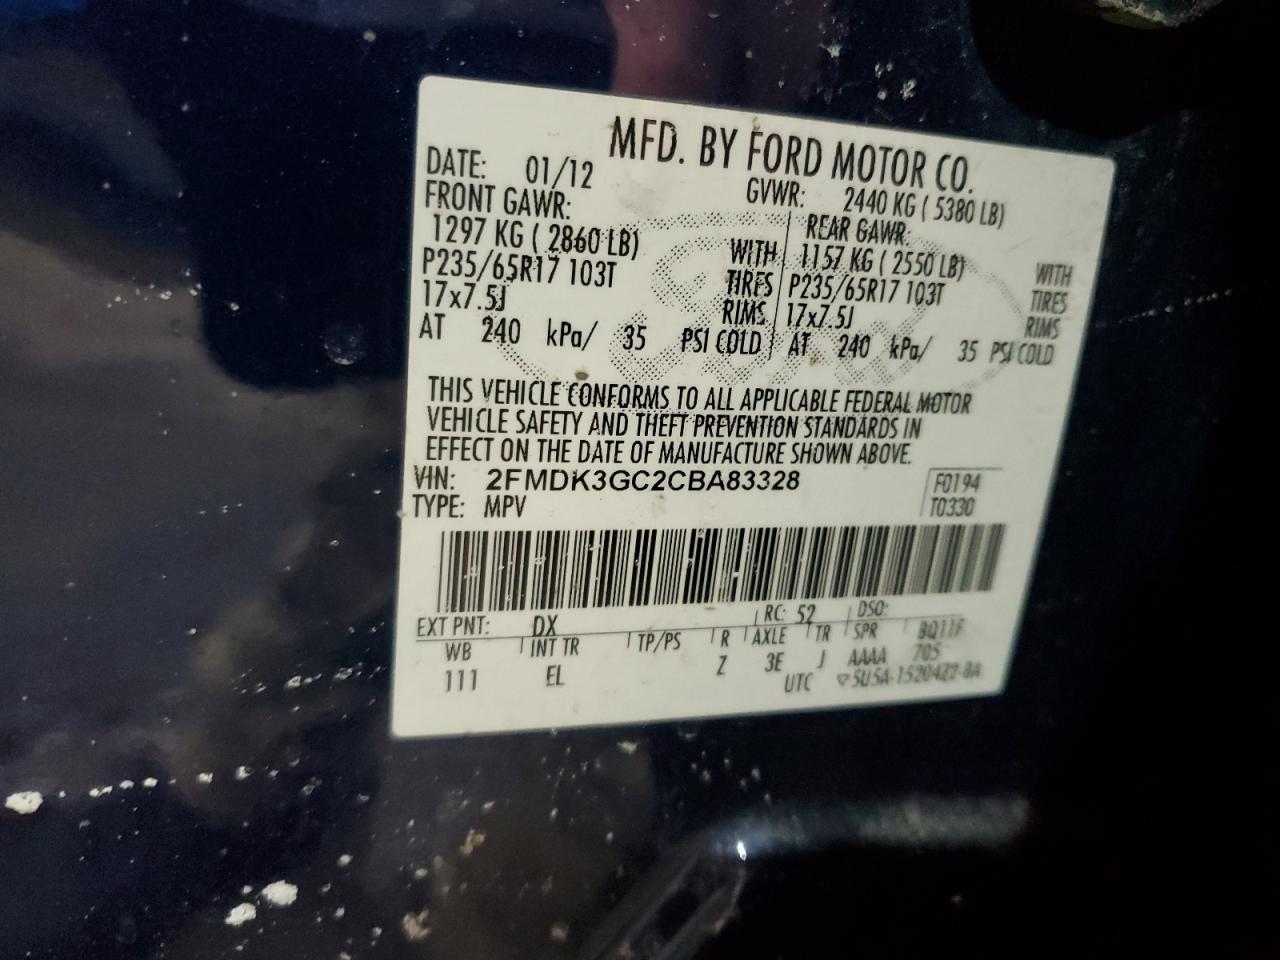 MFD. BY FORD MOTOR CO.
DATE: 01/12 GVWR: 2440 KG ( 5380 LB)
FRONT GAWR: REAR GAWR:
1297 KG ( 2860 LB) WITH 1157 KG ( 2550 LB) WITH
P235/65R17 103T TIRES P235/65R17 103T TIRES
17x7.5J RIMS 17x7.5J RIMS
AT 240 kPa/ 35 PSI COLD AT 240 kPa/ 35 PSI COLD
THIS VEHICLE CONFORMS TO ALL APPLICABLE FEDERAL MOTOR
VEHICLE SAFETY AND THEFT PREVENTION STANDARDS IN
EFFECT ON THE DATE OF MANUFACTURE SHOWN ABOVE.
VIN: 2FMDK3GC2CBA83328 F0194
TYPE: MPV T0330
EXT PNT: DX RC: 52 DSO:
WB INT TR TP/PS R AXLE TR SPR BQ11F
111 EL Z 3E J AAAA 705
UTC ▽5U5A-1520472-BA